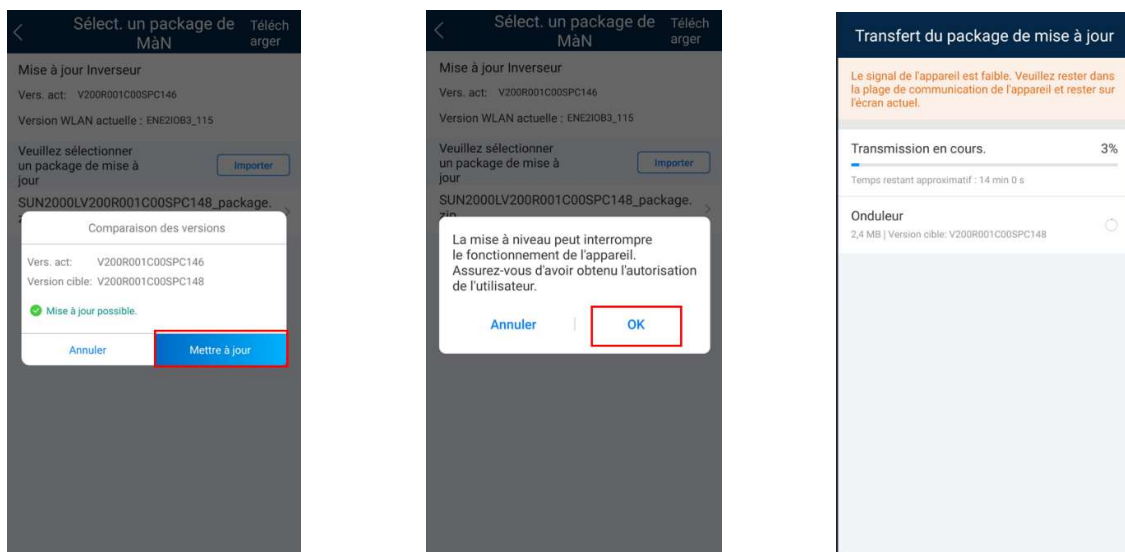 Sélect. un package de
MàN
Téléch
arger
Mise à jour Inverseur
Vers. act: V200R001C00SPC146
Version WLAN actuelle : ENE2IOB3_115
Veuillez sélectionner
un package de mise à
jour
Importer
SUN2000LV200R001C00SPC148_package.
Comparaison des versions
Vers. act: V200R001C00SPC146
Version cible: V200R001C00SPC148
Mise à jour possible.
Annuler
Mettre à jour
Sélect. un package de
MàN
Téléch
arger
Mise à jour Inverseur
Vers. act: V200R001C00SPC146
Version WLAN actuelle : ENE2IOB3_115
Veuillez sélectionner
un package de mise à
jour
Importer
SUN2000LV200R001C00SPC148_package.
zip
La mise à niveau peut interrompre
le fonctionnement de l'appareil.
Assurez-vous d'avoir obtenu l'autorisation
de l'utilisateur.
Annuler
OK
Transfert du package de mise à jour
Le signal de l'appareil est faible. Veuillez rester dans
la plage de communication de l'appareil et rester sur
l'écran actuel.
Transmission en cours. 3%
Temps restant approximatif : 14 min 0 s
Onduleur
2,4 MB | Version cible: V200R001C00SPC148